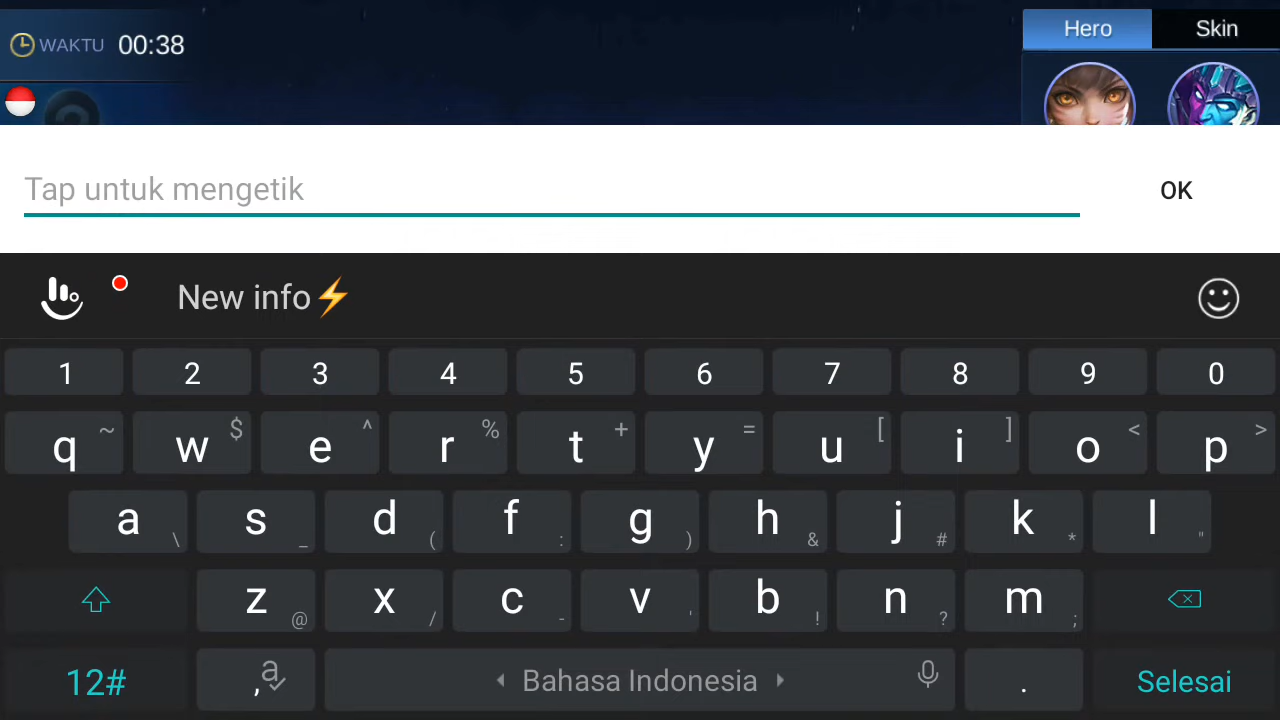 WAKTU 00:38
Hero Skin
Tap untuk mengetik OK
New info⚡
1 2 3 4 5 6 7 8 9 0
q ~ w $ e ^ r % t + y = u [ i ] o < p >
a \ s _ d ( f : g ) h & j # k * l "
z @ x / c - v ' b ! n ? m ;
12# , a Bahasa Indonesia . Selesai